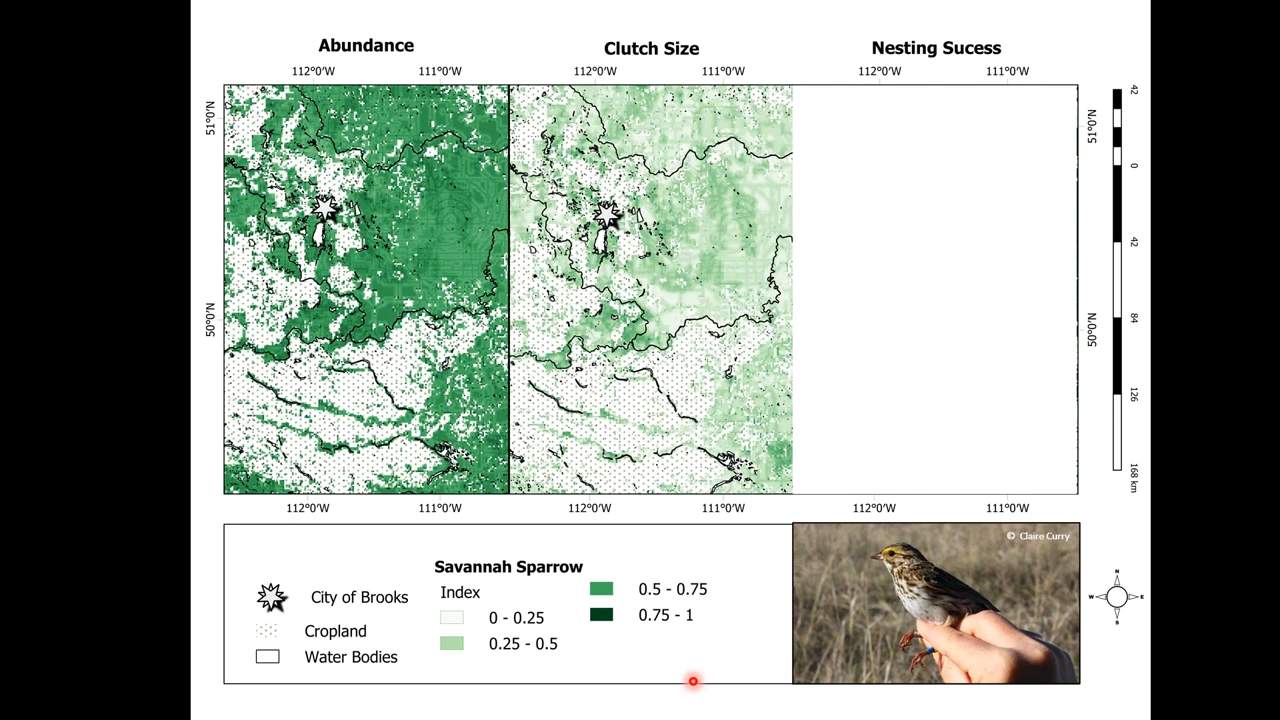 Abundance
Clutch Size
Nesting Sucess
112°0'W
111°0'W
112°0'W
111°0'W
112°0'W
111°0'W
51°0'N
50°0'N
51°0'N
50°0'N
42
0
42
84
126
168 km
112°0'W
111°0'W
112°0'W
111°0'W
112°0'W
111°0'W
City of Brooks
Cropland
Water Bodies
Savannah Sparrow
Index
0 - 0.25
0.25 - 0.5
0.5 - 0.75
0.75 - 1
© Claire Curry
N
W
E
S